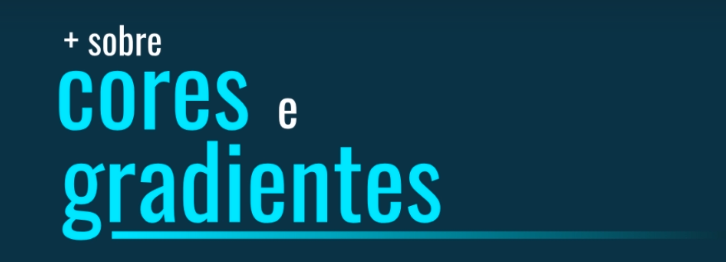 + sobre
cores e
gradientes